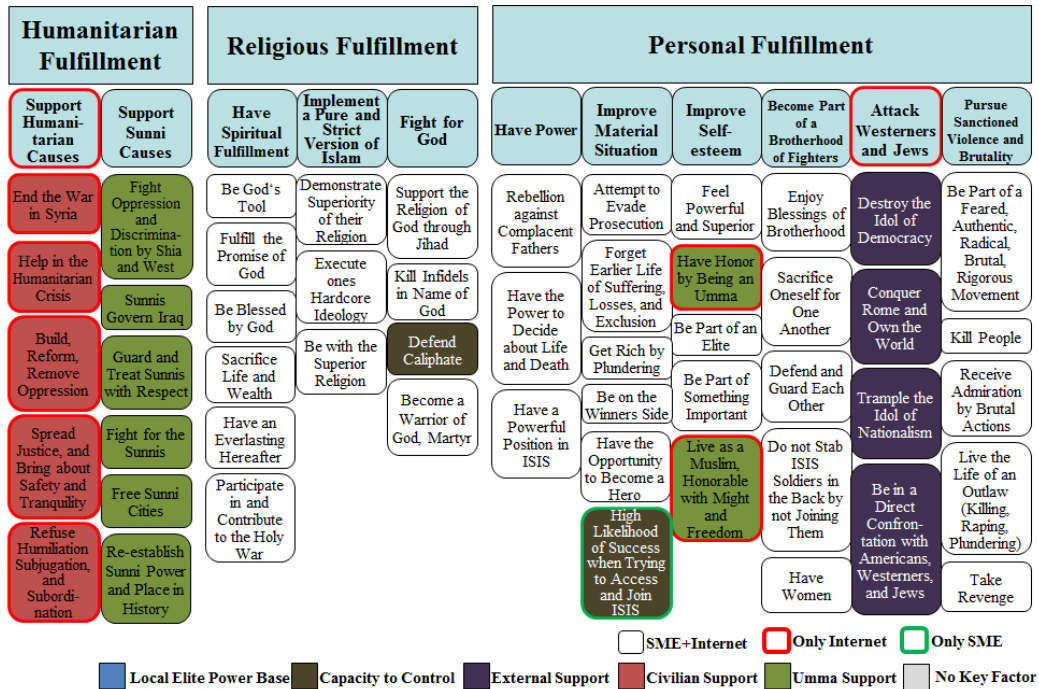 Humanitarian
Fulfillment
Religious Fulfillment
Personal Fulfillment
Support
Humani-
tarian
Causes
Support
Sunni
Causes
Have
Spiritual
Fulfillment
Implement
a Pure and
Strict
Version of
Islam
Fight for
God
Have Power
Improve
Material
Situation
Improve
Self-
esteem
Become Part
of a
Brotherhood
of Fighters
Attack
Westerners
and Jews
Pursue
Sanctioned
Violence and
Brutality
End the War
in Syria
Help in the
Humanitarian
Crisis
Build,
Reform,
Remove
Oppression
Spread
Justice, and
Bring about
Safety and
Tranquility
Refuse
Humiliation
Subjugation,
and
Subordi-
nation
Fight
Oppression
and
Discrimina-
tion by Shia
and West
Sunnis
Govern Iraq
Guard and
Treat Sunnis
with Respect
Fight for the
Sunnis
Free Sunni
Cities
Re-establish
Sunni Power
and Place in
History
Be God‘s
Tool
Fulfill the
Promise of
God
Be Blessed
by God
Sacrifice
Life and
Wealth
Have an
Everlasting
Hereafter
Participate
in and
Contribute
to the Holy
War
Demonstrate
Superiority
of their
Religion
Execute
ones
Hardcore
Ideology
Be with the
Superior
Religion
Support the
Religion of
God through
Jihad
Kill Infidels
in Name of
God
Defend
Caliphate
Become a
Warrior of
God, Martyr
Rebellion
against
Complacent
Fathers
Have the
Power to
Decide
about Life
and Death
Have a
Powerful
Position in
ISIS
Attempt to
Evade
Prosecution
Forget
Earlier Life
of Suffering,
Losses, and
Exclusion
Get Rich by
Plundering
Be on the
Winners Side
Have the
Opportunity
to Become a
Hero
High
Likelihood
of Success
when Trying
to Access
and Join
ISIS
Feel
Powerful
and Superior
Have Honor
by Being an
Umma
Be Part of an
Elite
Be Part of
Something
Important
Live as a
Muslim,
Honorable
with Might
and
Freedom
Enjoy
Blessings of
Brotherhood
Sacrifice
Oneself for
One
Another
Defend and
Guard Each
Other
Do not Stab
ISIS
Soldiers in
the Back by
not Joining
Them
Have
Women
Destroy the
Idol of
Democracy
Conquer
Rome and
Own the
World
Trample the
Idol of
Nationalism
Be in a
Direct
Confron-
tation with
Americans,
Westerners,
and Jews
Be Part of a
Feared,
Authentic,
Radical,
Brutal,
Rigorous
Movement
Kill People
Receive
Admiration
by Brutal
Actions
Live the
Life of an
Outlaw
(Killing,
Raping,
Plundering)
Take
Revenge
SME+Internet
Only Internet
Only SME
Local Elite Power Base
Capacity to Control
External Support
Civilian Support
Umma Support
No Key Factor